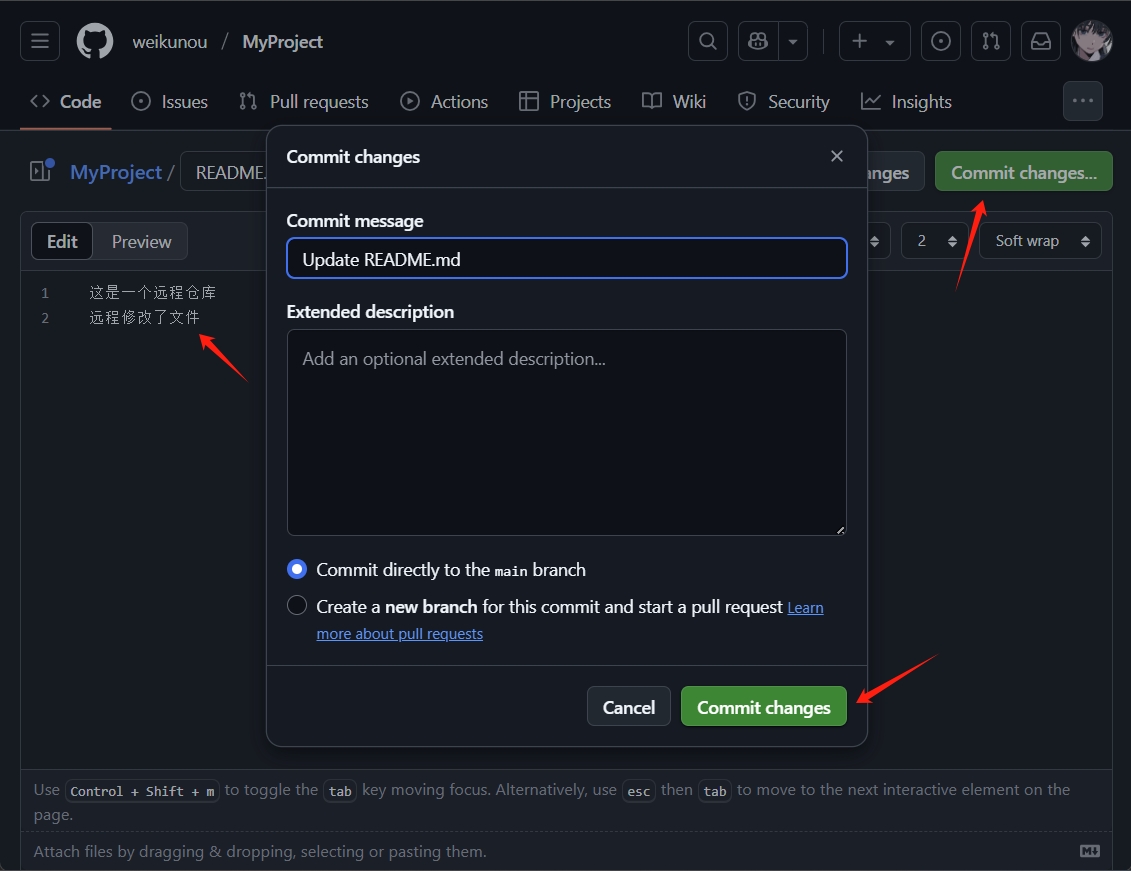 weikunou / MyProject
Code Issues Pull requests Actions Projects Wiki Security Insights
MyProject / README. anges Commit changes...
Edit Preview 2 Soft wrap
1 这是一个远程仓库
2 远程修改了文件
Commit changes
Commit message
Update README.md
Extended description
Add an optional extended description...
Commit directly to the main branch
Create a new branch for this commit and start a pull request Learn
more about pull requests
Cancel Commit changes
Use Control + Shift + m to toggle the tab key moving focus. Alternatively, use esc then tab to move to the next interactive element on the
page.
Attach files by dragging & dropping, selecting or pasting them.